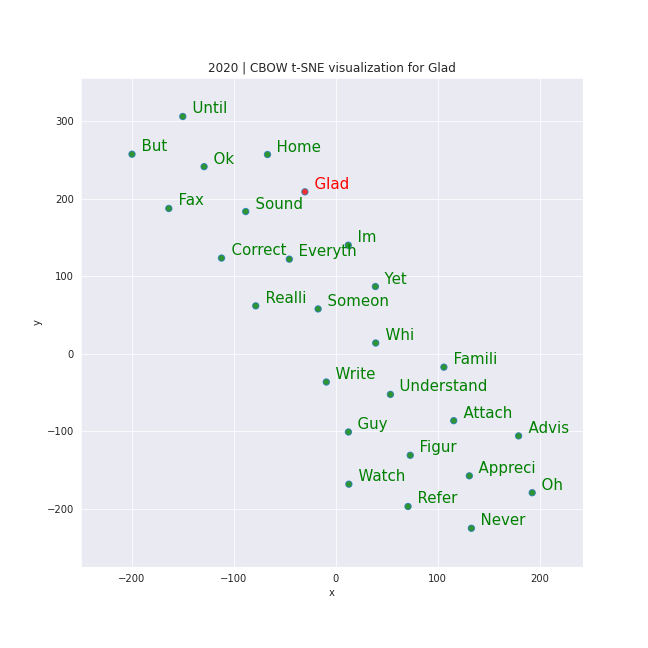 2020 | CBOW t-SNE visualization for Glad
Until
But
Home
Ok
Glad
Fax
Sound
Im
Correct
Everyth
Yet
Realli
Someon
Whi
Famili
Write
Understand
Attach
Guy
Advis
Figur
Appreci
Watch
Oh
Refer
Never
300
200
100
0
−100
−200
y
−200
−100
0
100
200
x